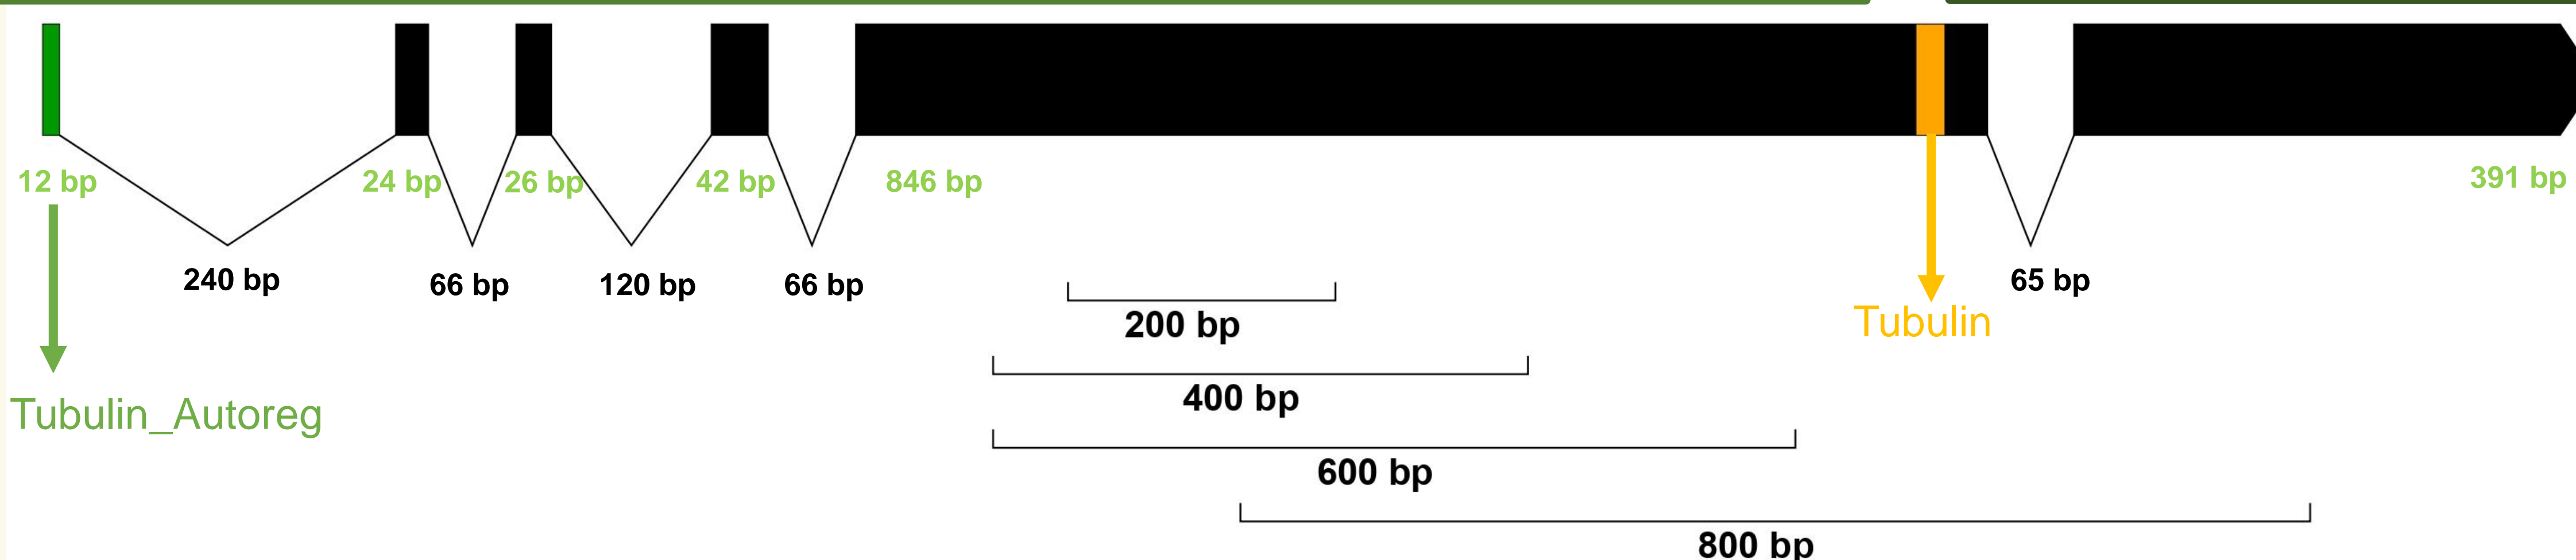 12 bp
24 bp
26 bp
42 bp
846 bp
391 bp
240 bp
66 bp
120 bp
66 bp
65 bp
200 bp
Tubulin
400 bp
Tubulin_Autoreg
600 bp
800 bp